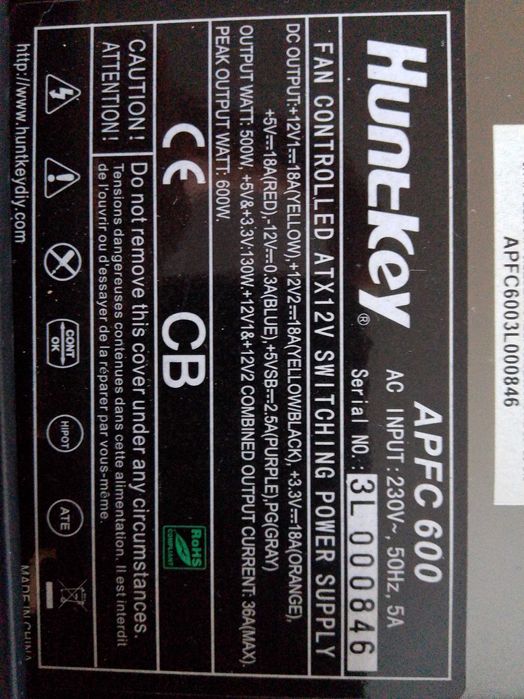 APFC6003L000846
Huntkey®
APFC 600
AC INPUT:230V~, 50Hz, 5A
Serial NO.: 3L 000846
FAN CONTROLLED ATX12V SWITCHING POWER SUPPLY
DC OUTPUT:+12V1⎓18A(YELLOW),+12V2⎓18A(YELLOW/BLACK), +3.3V⎓18A(ORANGE),
+5V⎓18A(RED),-12V⎓0.3A(BLUE),+5VSB⎓2.5A(PURPLE),PG(GRAY)
OUTPUT WATT: 500W, +5V&+3.3V:130W,+12V1&+12V2 COMBINED OUTPUT CURRENT: 36A(MAX),
PEAK OUTPUT WATT: 600W.
CE
CB
RoHS
COMPLIANT
CAUTION!
ATTENTION!
Do not remove this cover under any circumstances.
Tensions dangereuses contenues dans cette alimentation. Il est interdit
de l'ouvrir ou d'essayer de la réparer par vous-même.
CONT
OK
HIPOT
ATE
http://www.huntkeydiy.com
MADE IN CHINA